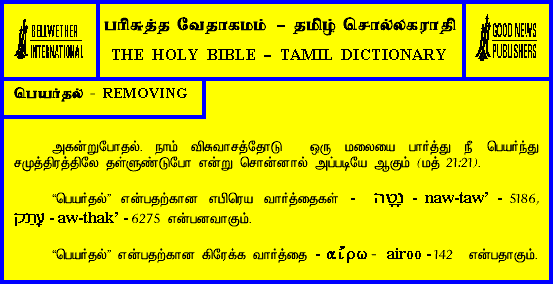 BELLWETHER
INTERNATIONAL
பரிசுத்த வேதாகமம் – தமிழ் சொல்லகராதி
THE HOLY BIBLE – TAMIL DICTIONARY
GOOD NEWS
PUBLISHERS
பெயர்தல் - REMOVING
அகன்றுபோதல். நாம் விசுவாசத்தோடு ஒரு மலையை பார்த்து நீ பெயர்ந்து
சமுத்திரத்திலே தள்ளுண்டுபோ என்று சொன்னால் அப்படியே ஆகும் (மத் 21:21).
“பெயர்தல்” என்பதற்கான எபிரெய வார்த்தைகள் - נָטָה - naw-taw’ - 5186,
עָתַק - aw-thak’ - 6275 என்பனவாகும்.
“பெயர்தல்” என்பதற்கான கிரேக்க வார்த்தை - αἴρω - airoo -142 என்பதாகும்.